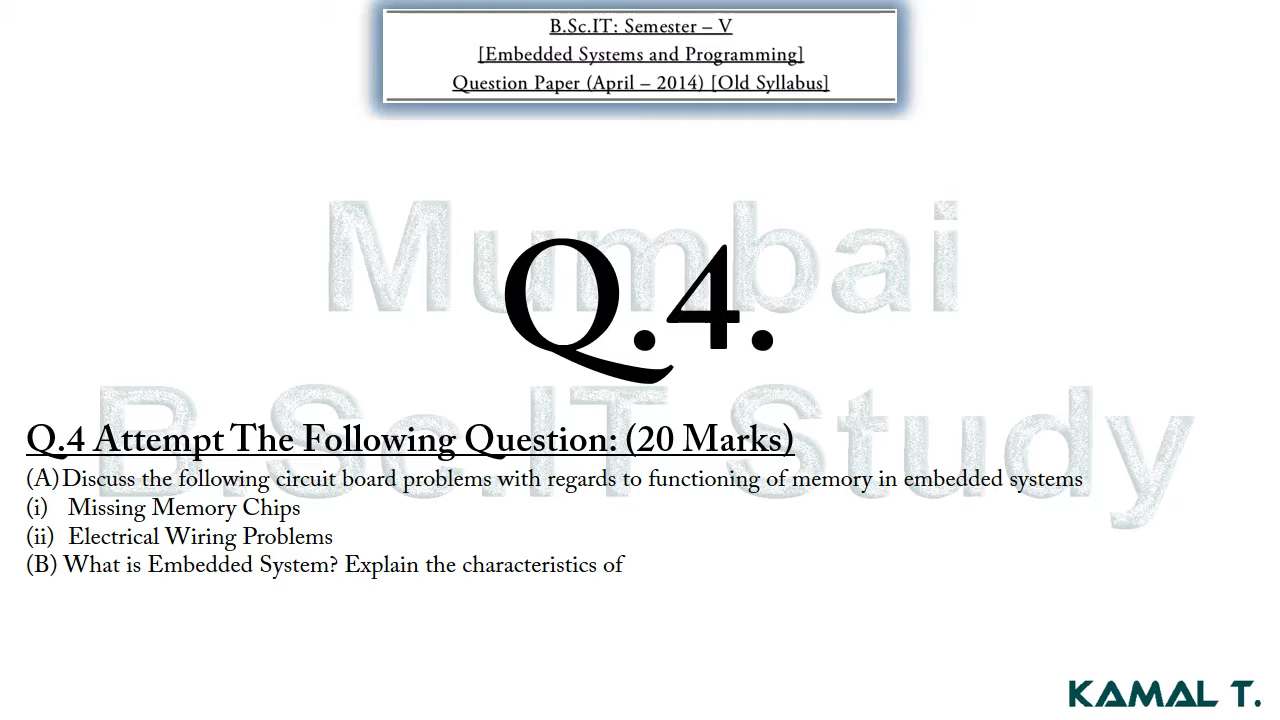 B.Sc.IT: Semester – V
[Embedded Systems and Programming]
Question Paper (April – 2014) [Old Syllabus]
Mumbai
Q.4.
B.Sc.IT Study
Q.4 Attempt The Following Question: (20 Marks)
(A) Discuss the following circuit board problems with regards to functioning of memory in embedded systems
(i) Missing Memory Chips
(ii) Electrical Wiring Problems
(B) What is Embedded System? Explain the characteristics of
KAMAL T.